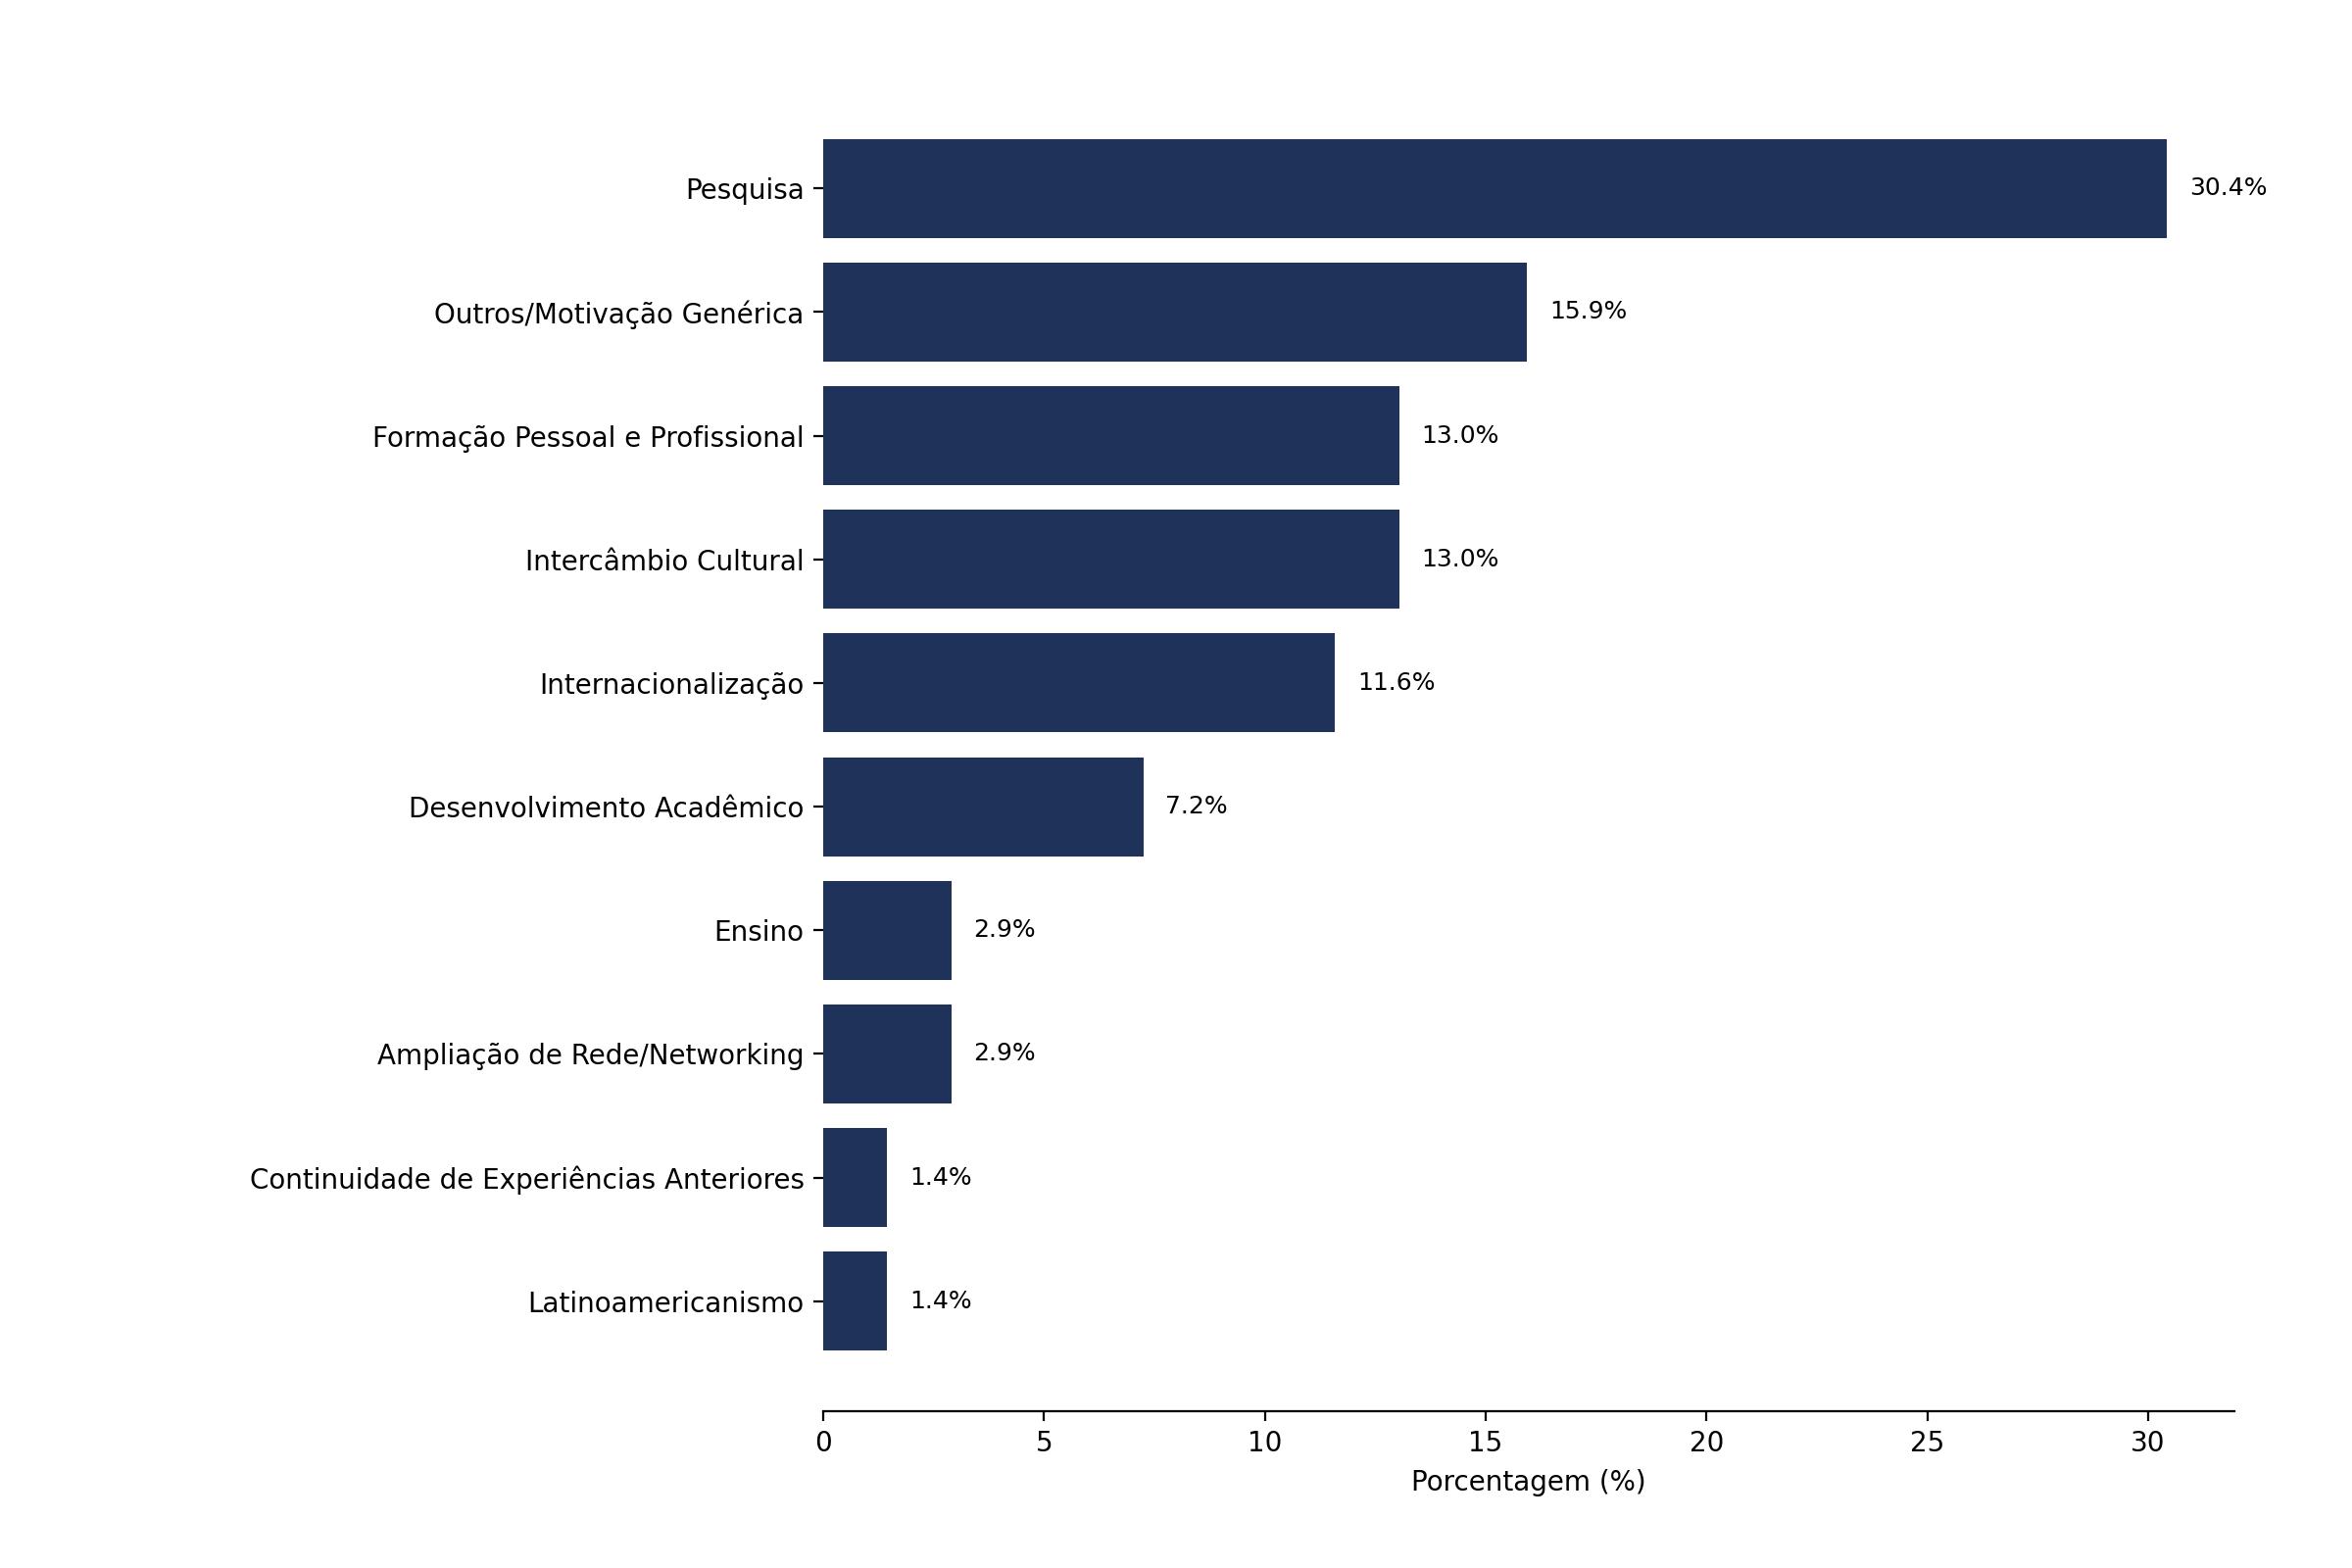 Pesquisa 30.4%
Outros/Motivação Genérica 15.9%
Formação Pessoal e Profissional 13.0%
Intercâmbio Cultural 13.0%
Internacionalização 11.6%
Desenvolvimento Acadêmico 7.2%
Ensino 2.9%
Ampliação de Rede/Networking 2.9%
Continuidade de Experiências Anteriores 1.4%
Latinoamericanismo 1.4%
0 5 10 15 20 25 30
Porcentagem (%)